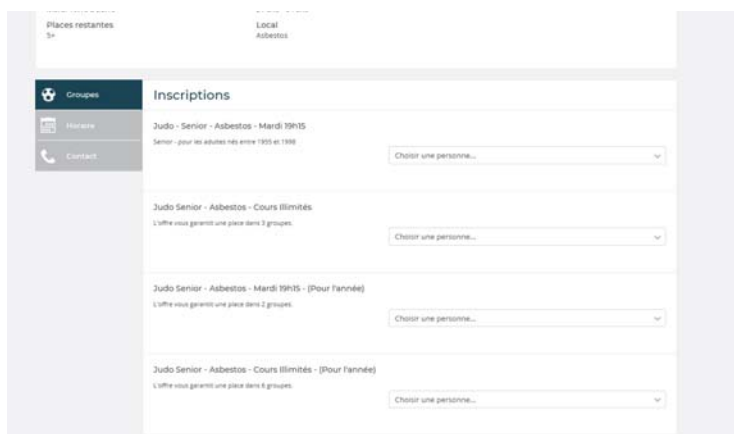 Places restantes
Local
5+
Asbestos
Groupes
Horaire
Contact
Inscriptions
Judo - Senior - Asbestos - Mardi 19h15
Senior - pour les adultes nés entre 1955 et 1998
Choisir une personne...
Judo Senior - Asbestos - Cours Illimités
L'offre vous garantit une place dans 3 groupes.
Choisir une personne...
Judo Senior - Asbestos - Mardi 19h15 - (Pour l'année)
L'offre vous garantit une place dans 2 groupes.
Choisir une personne...
Judo Senior - Asbestos - Cours Illimités - (Pour l'année)
L'offre vous garantit une place dans 6 groupes.
Choisir une personne...